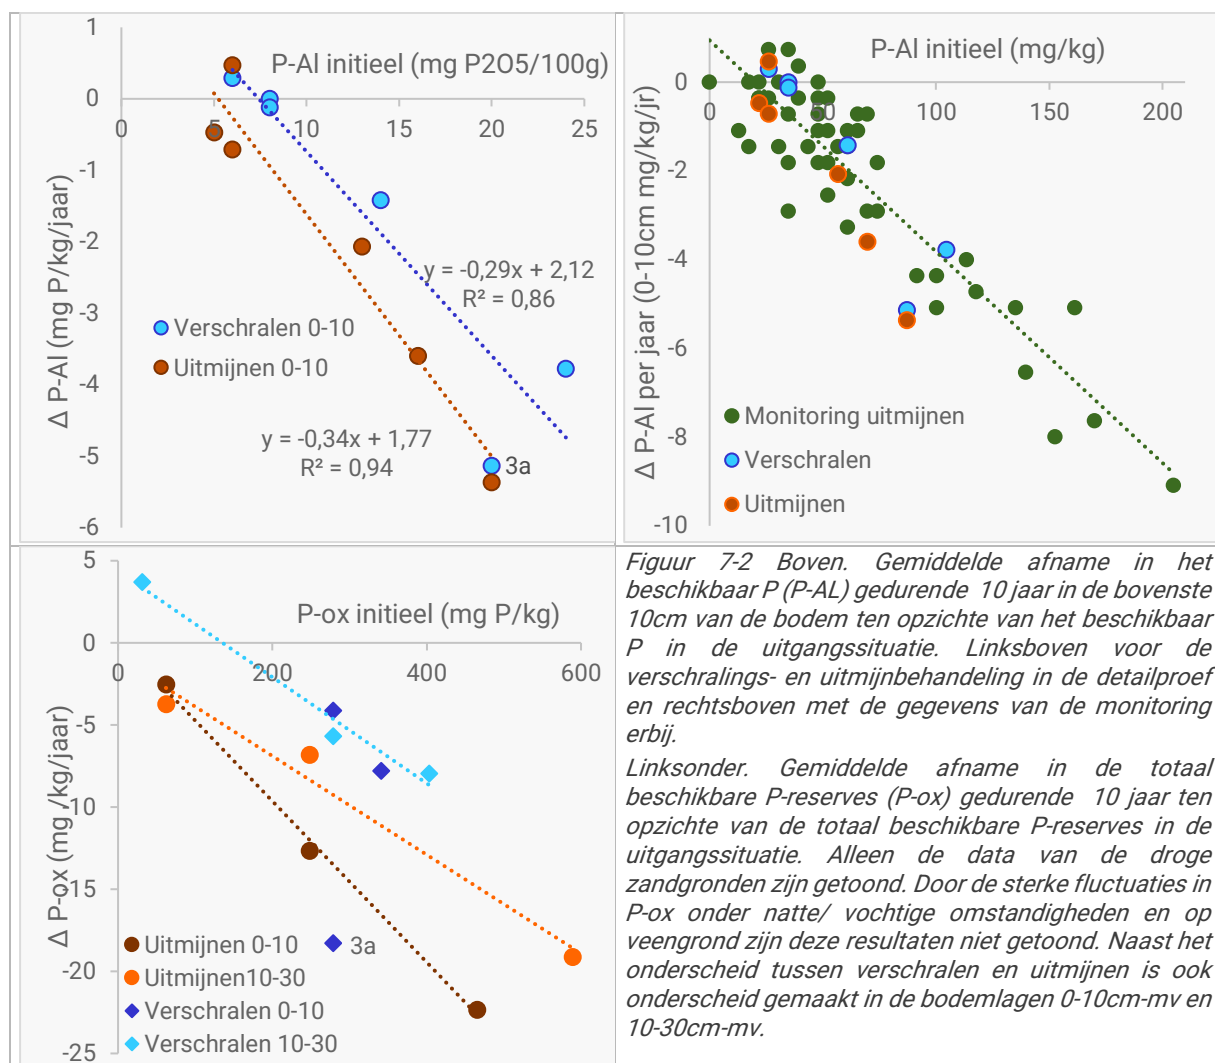 1
0
-1
-2
-3
-4
-5
-6
0
5
10
15
20
25
P-Al initieel (mg P2O5/100g)
Δ P-Al (mg P/kg/jaar)
y = -0,29x + 2,12
R² = 0,86
Verschralen 0-10
Uitmijnen 0-10
y = -0,34x + 1,77
R² = 0,94
3a
P-Al initieel (mg/kg)
0
-2
-4
-6
-8
-10
0
50
100
150
200
Δ P-Al per jaar (0-10cm mg/kg/jr)
Monitoring uitmijnen
Verschralen
Uitmijnen
5
0
-5
-10
-15
-20
-25
0
200
400
600
P-ox initieel (mg P/kg)
Δ P-ox (mg /kg/jaar)
Uitmijnen 0-10
Uitmijnen10-30
Verschralen 0-10
Verschralen 10-30
3a
Figuur 7-2 Boven. Gemiddelde afname in het
beschikbaar P (P-AL) gedurende 10 jaar in de bovenste
10cm van de bodem ten opzichte van het beschikbaar
P in de uitgangssituatie. Linksboven voor de
verschralings- en uitmijnbehandeling in de detailproef
en rechtsboven met de gegevens van de monitoring
erbij.
Linksonder. Gemiddelde afname in de totaal
beschikbare P-reserves (P-ox) gedurende 10 jaar ten
opzichte van de totaal beschikbare P-reserves in de
uitgangssituatie. Alleen de data van de droge
zandgronden zijn getoond. Door de sterke fluctuaties in
P-ox onder natte/ vochtige omstandigheden en op
veengrond zijn deze resultaten niet getoond. Naast het
onderscheid tussen verschralen en uitmijnen is ook
onderscheid gemaakt in de bodemlagen 0-10cm-mv en
10-30cm-mv.